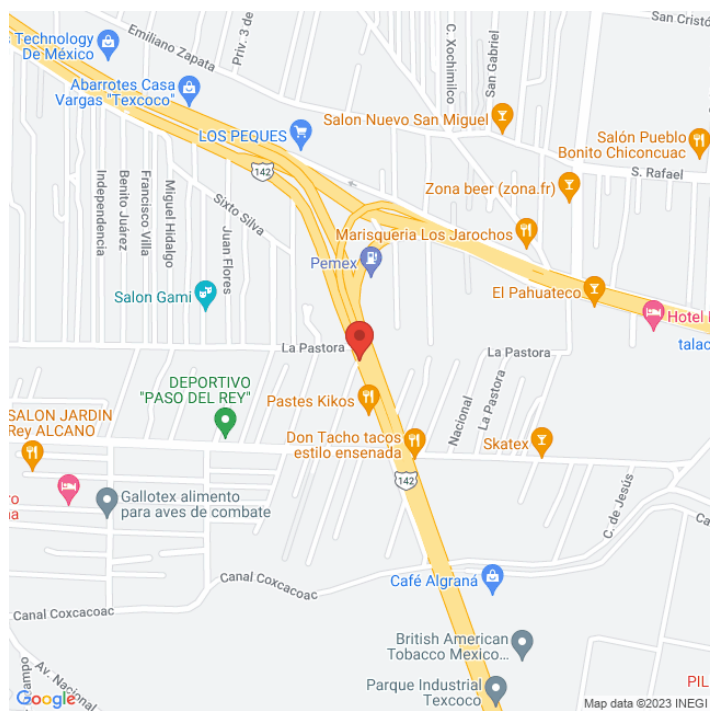 San Cristó
Emiliano Zapata
Priv. 3 de
C. Xochimilco
San Gabriel
s Technology
De México
Abarrotes Casa
Vargas "Texcoco"
LOS PEQUES
Salon Nuevo San Miguel
Salón Pueblo
Bonito Chiconcuac
S. Rafael
142
Zona beer (zona.fr)
Independencia
Benito Juárez
Francisco Villa
Miguel Hidalgo
Sixto Silva
Juan Flores
Marisqueria Los Jarochos
Pemex
Salon Gami
El Pahuateco
Hotel
talac
La Pastora
La Pastora
DEPORTIVO
"PASO DEL REY"
Pastes Kikos
SALON JARDIN
Rey ALCANO
Nacional
La Pastora
Don Tacho tacos
estilo ensenada
Skatex
ro
na
Gallotex alimento
para aves de combate
142
C. de Jesús
Ca
Canal Coxcacoac
Café Algraná
Canal Coxcacoac
British American
Tobacco Mexico...
Av. Nacional
Parque Industrial
Texcoco
PIL
Google
Map data ©2023 INEGI